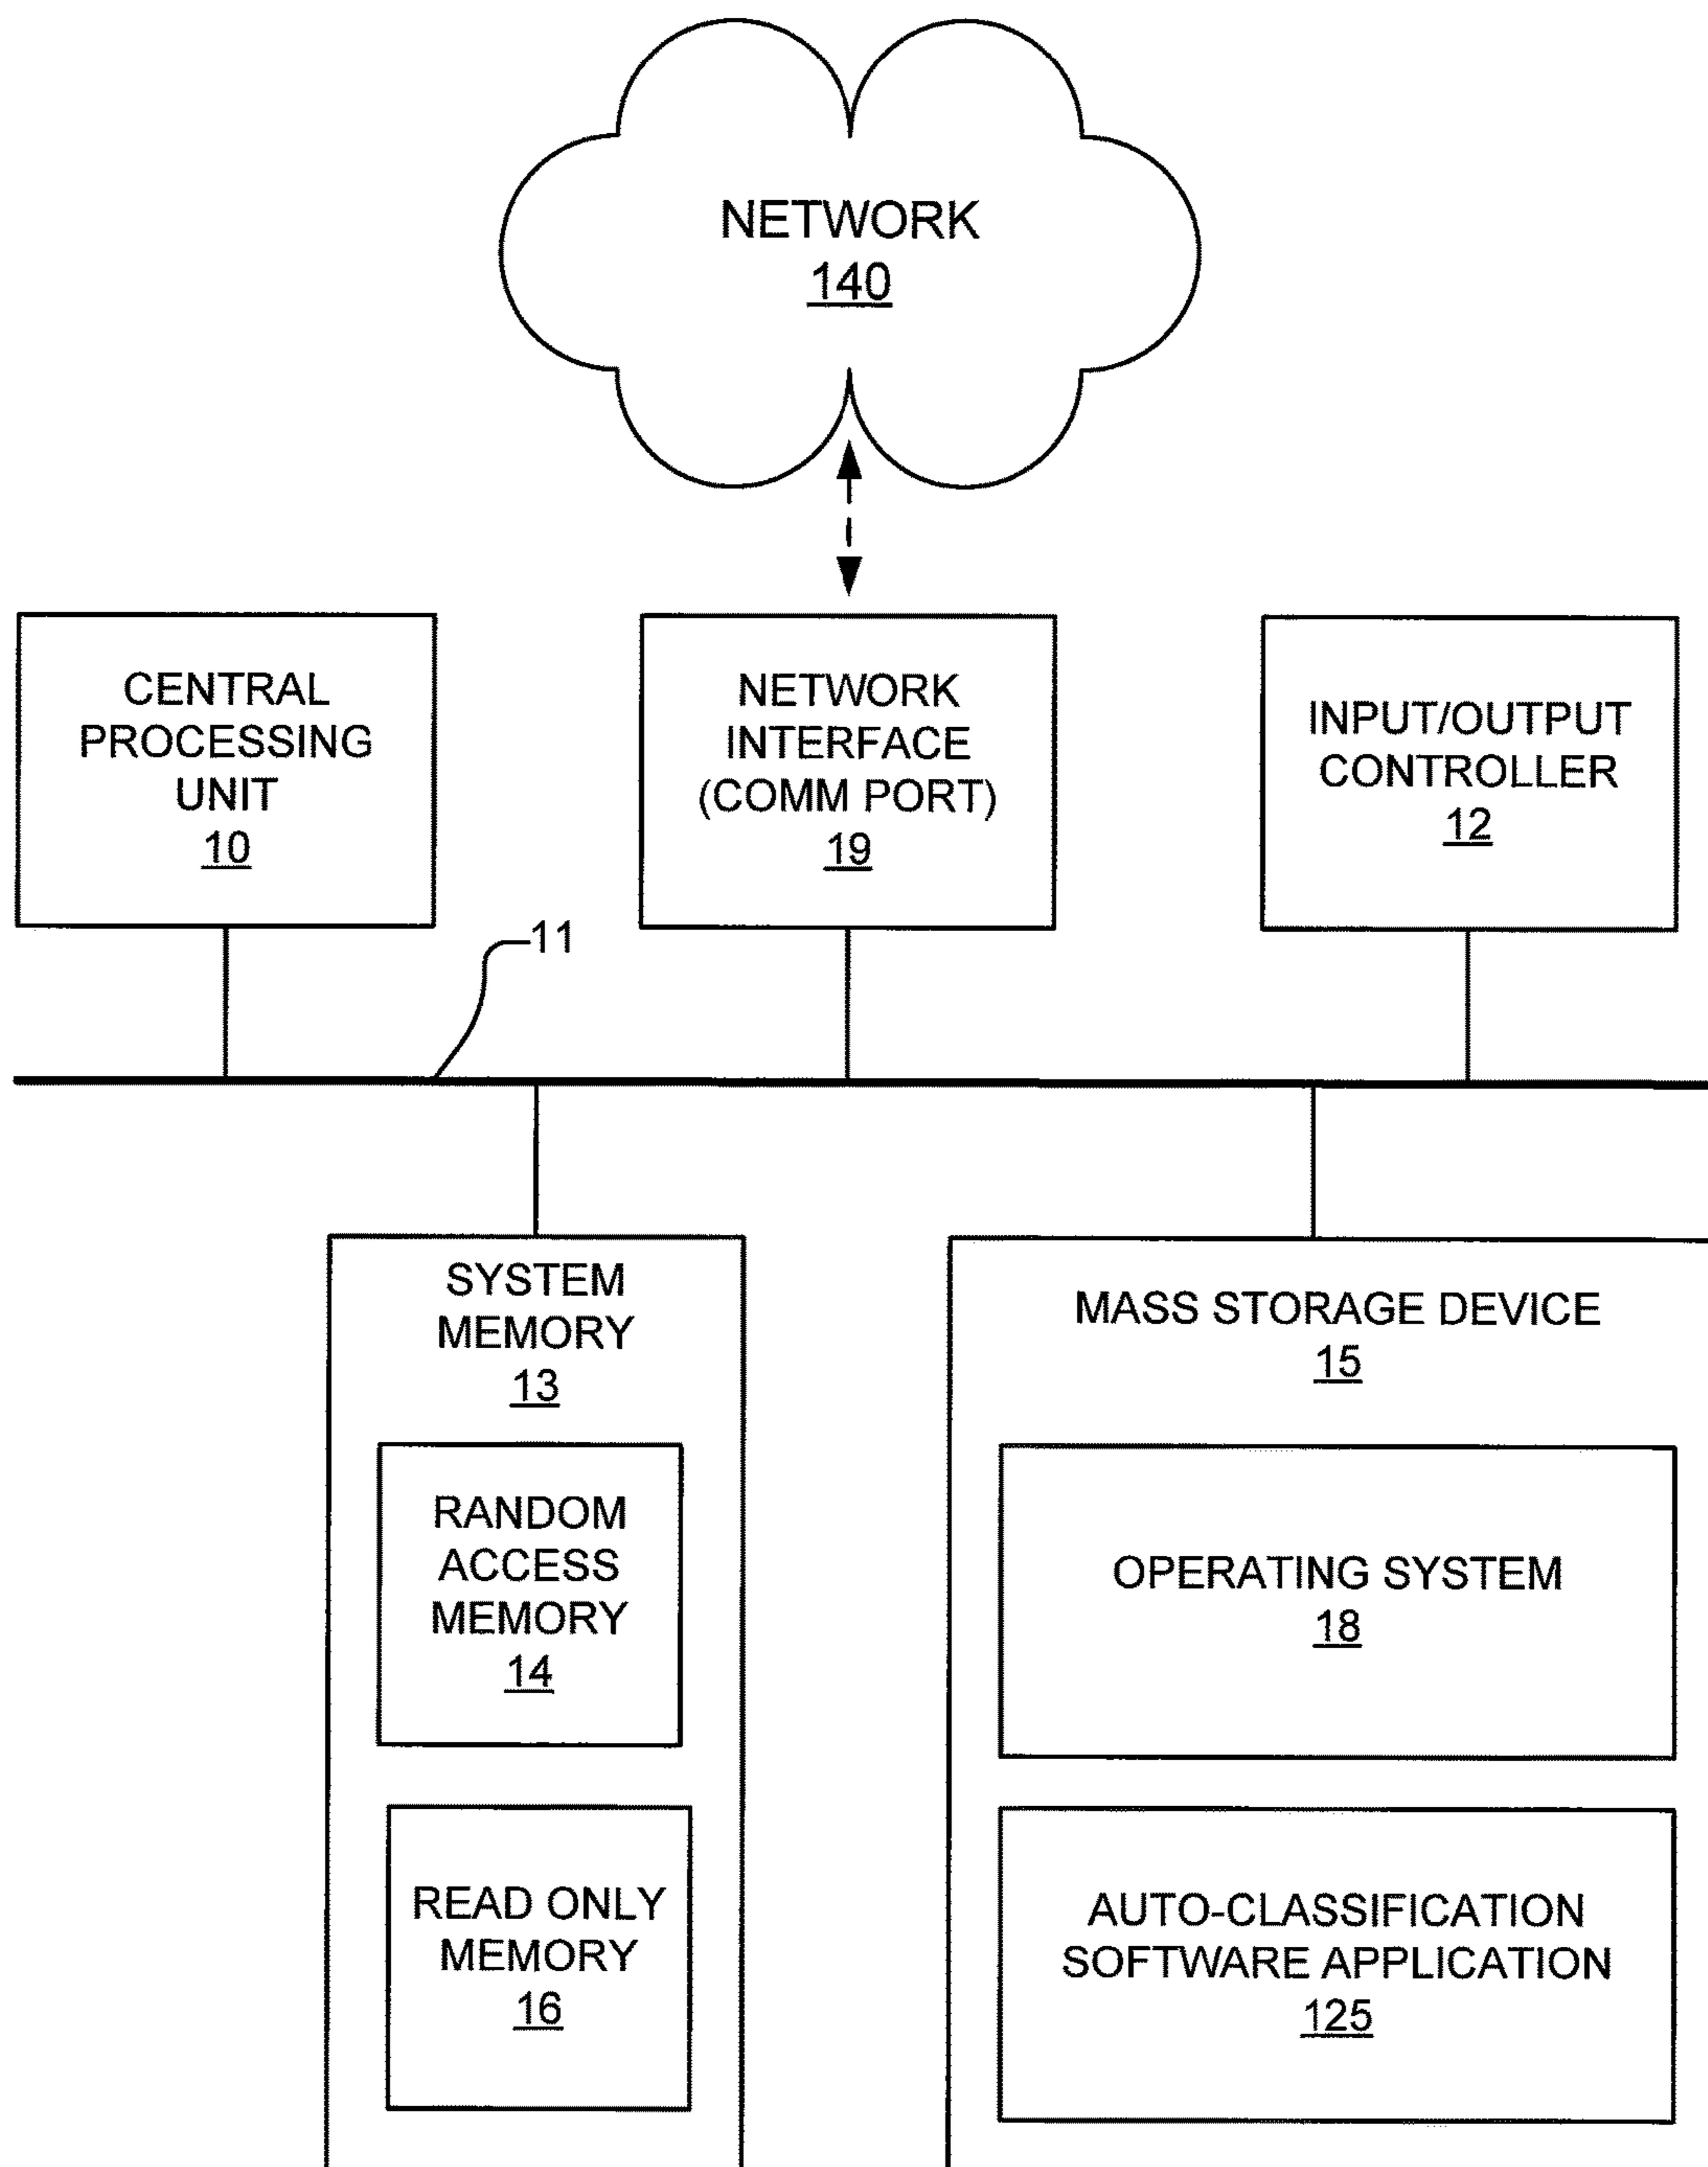 NETWORK
140
CENTRAL
PROCESSING
UNIT
10
NETWORK
INTERFACE
(COMM PORT)
19
INPUT/OUTPUT
CONTROLLER
12
11
SYSTEM
MEMORY
13
RANDOM
ACCESS
MEMORY
14
READ ONLY
MEMORY
16
MASS STORAGE DEVICE
15
OPERATING SYSTEM
18
AUTO-CLASSIFICATION
SOFTWARE APPLICATION
125